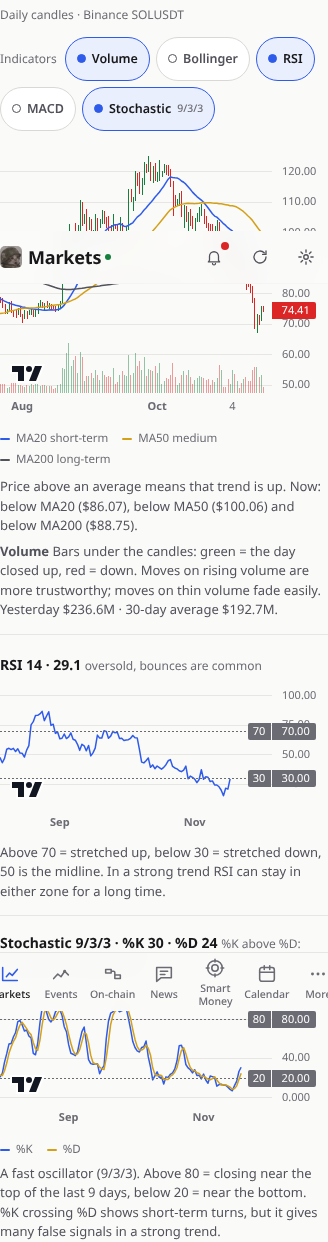 Daily candles · Binance SOLUSDT
Indicators Volume Bollinger RSI
MACD Stochastic 9/3/3
120.00
110.00
Markets
80.00
74,41
70.00
60.00
50.00
Aug Oct 4
MA20 short-term MA50 medium
MA200 long-term
Price above an average means that trend is up. Now:
below MA20 ($86.07), below MA50 ($100.06) and
below MA200 ($88.75).
Volume Bars under the candles: green = the day
closed up, red = down. Moves on rising volume are
more trustworthy; moves on thin volume fade easily.
Yesterday $236.6M · 30-day average $192.7M.
RSI 14 · 29.1 oversold, bounces are common
100.00
70 70.00
50.00
30 30.00
Sep Nov
Above 70 = stretched up, below 30 = stretched down,
50 is the midline. In a strong trend RSI can stay in
either zone for a long time.
Stochastic 9/3/3 · %K 30 · %D 24 %K above %D:
arkets Events On-chain News Smart Money Calendar More
80 80.00
40.00
20 20.00
0.000
Sep Nov
%K %D
A fast oscillator (9/3/3). Above 80 = closing near the
top of the last 9 days, below 20 = near the bottom.
%K crossing %D shows short-term turns, but it gives
many false signals in a strong trend.